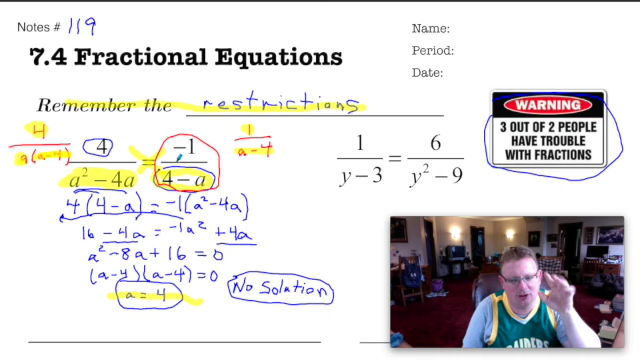 Notes # 119
Name:
Period:
Date:
7.4 Fractional Equations
Remember the restrictions
WARNING
3 OUT OF 2 PEOPLE
HAVE TROUBLE
WITH FRACTIONS
4/(a(a-4))
4/(a² − 4a) = −1/(4 − a)
1/(a-4)
1/(y − 3) = 6/(y² − 9)
4(4-a) = -1(a²-4a)
16 - 4a = -1a² + 4a
a² - 8a + 16 = 0
(a-4)(a-4) = 0
a = 4
No Solution
RAIDERS